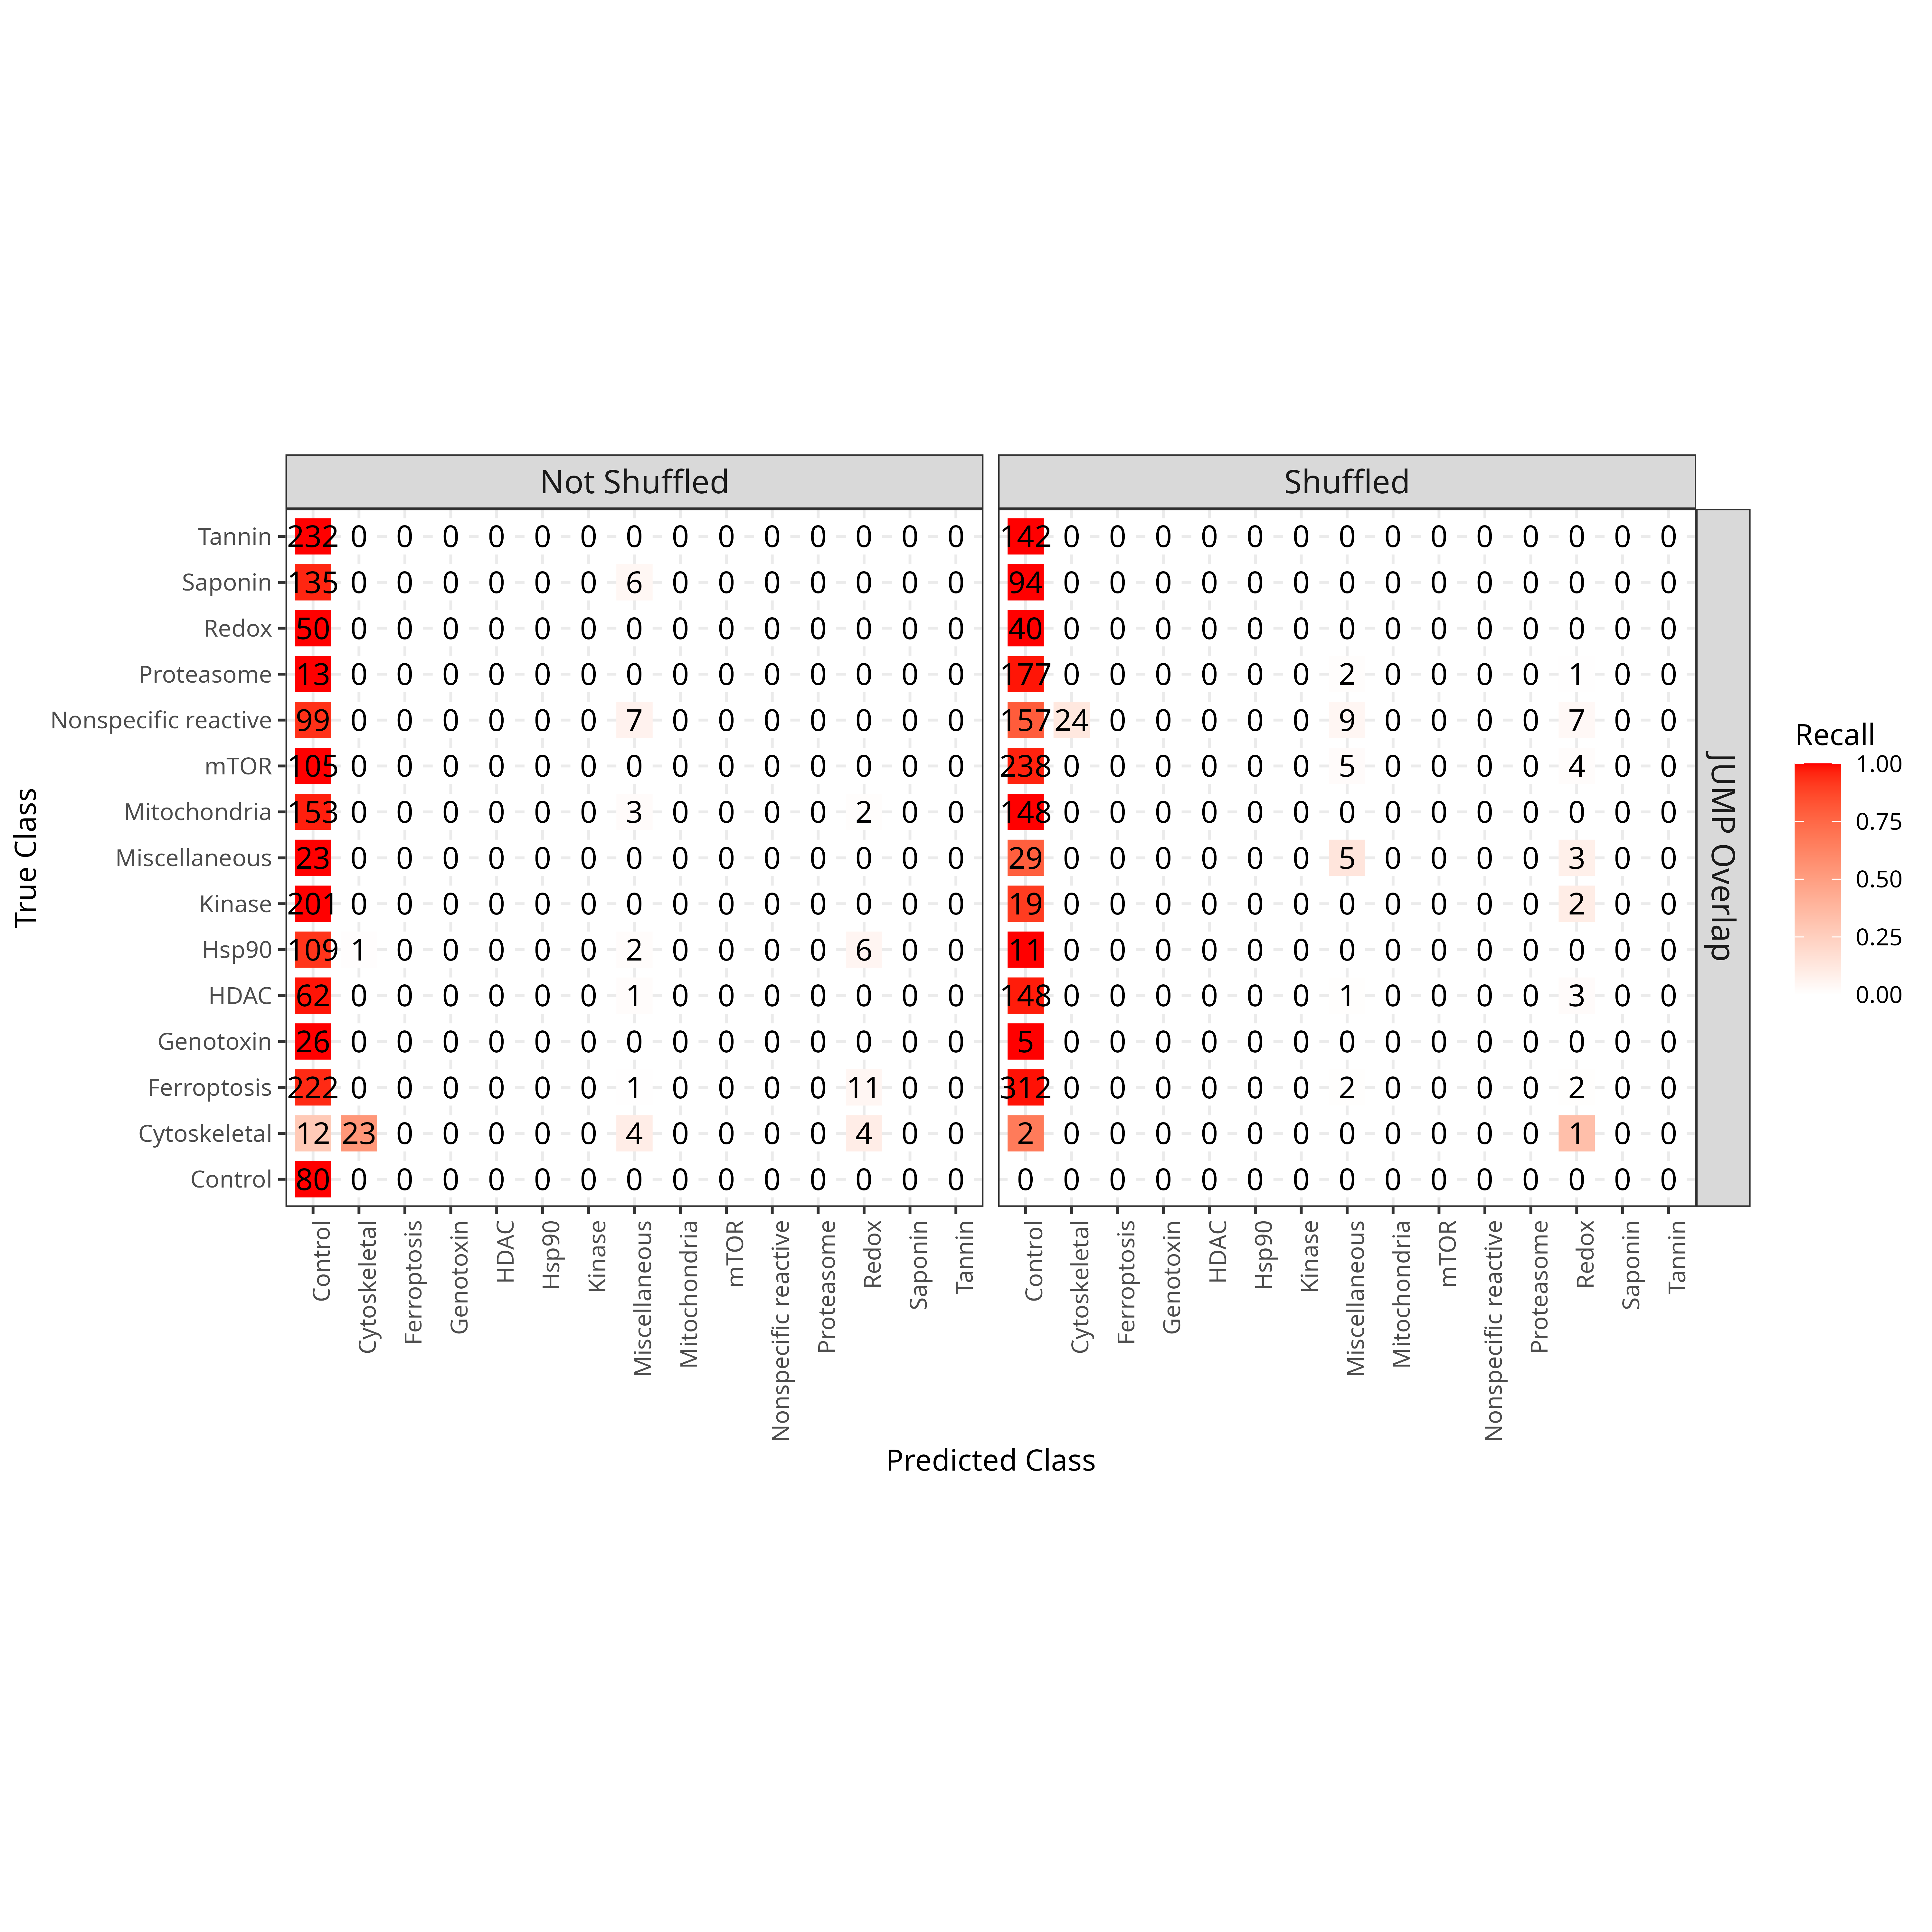 Not Shuffled Shuffled
Tannin 232 0 0 0 0 0 0 0 0 0 0 0 0 0 0 142 0 0 0 0 0 0 0 0 0 0 0 0 0 0
Saponin 135 0 0 0 0 0 0 6 0 0 0 0 0 0 0 94 0 0 0 0 0 0 0 0 0 0 0 0 0 0
Redox 50 0 0 0 0 0 0 0 0 0 0 0 0 0 0 40 0 0 0 0 0 0 0 0 0 0 0 0 0 0
Proteasome 13 0 0 0 0 0 0 0 0 0 0 0 0 0 0 177 0 0 0 0 0 0 2 0 0 0 0 1 0 0
Nonspecific reactive 99 0 0 0 0 0 0 7 0 0 0 0 0 0 0 157 24 0 0 0 0 0 9 0 0 0 0 7 0 0
mTOR 105 0 0 0 0 0 0 0 0 0 0 0 0 0 0 238 0 0 0 0 0 0 5 0 0 0 0 4 0 0
Mitochondria 153 0 0 0 0 0 0 3 0 0 0 0 2 0 0 148 0 0 0 0 0 0 0 0 0 0 0 0 0 0
Miscellaneous 23 0 0 0 0 0 0 0 0 0 0 0 0 0 0 29 0 0 0 0 0 0 5 0 0 0 0 3 0 0
Kinase 201 0 0 0 0 0 0 0 0 0 0 0 0 0 0 19 0 0 0 0 0 0 0 0 0 0 0 2 0 0
Hsp90 109 1 0 0 0 0 0 2 0 0 0 0 6 0 0 11 0 0 0 0 0 0 0 0 0 0 0 0 0 0
HDAC 62 0 0 0 0 0 0 1 0 0 0 0 0 0 0 148 0 0 0 0 0 0 1 0 0 0 0 3 0 0
Genotoxin 26 0 0 0 0 0 0 0 0 0 0 0 0 0 0 5 0 0 0 0 0 0 0 0 0 0 0 0 0 0
Ferroptosis 222 0 0 0 0 0 0 1 0 0 0 0 11 0 0 312 0 0 0 0 0 0 2 0 0 0 0 2 0 0
Cytoskeletal 12 23 0 0 0 0 0 4 0 0 0 0 4 0 0 2 0 0 0 0 0 0 0 0 0 0 0 1 0 0
Control 80 0 0 0 0 0 0 0 0 0 0 0 0 0 0 0 0 0 0 0 0 0 0 0 0 0 0 0 0 0
True Class
JUMP Overlap
Control
Cytoskeletal
Ferroptosis
Genotoxin
HDAC
Hsp90
Kinase
Miscellaneous
Mitochondria
mTOR
Nonspecific reactive
Proteasome
Redox
Saponin
Tannin
Control
Cytoskeletal
Ferroptosis
Genotoxin
HDAC
Hsp90
Kinase
Miscellaneous
Mitochondria
mTOR
Nonspecific reactive
Proteasome
Redox
Saponin
Tannin
Predicted Class
Recall
1.00
0.75
0.50
0.25
0.00